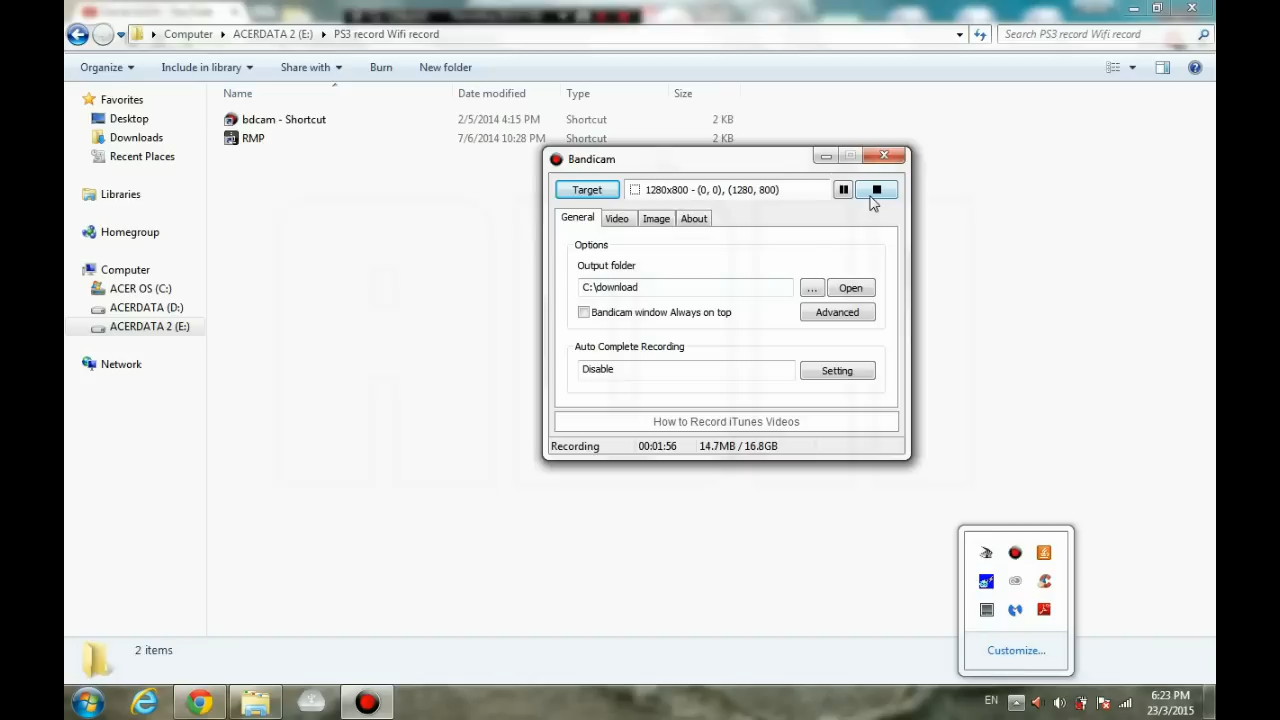 Computer ACERDATA 2 (E:) PS3 record Wifi record
Search PS3 record Wifi record
Organize Include in library Share with Burn New folder
Favorites
Desktop
Downloads
Recent Places
Libraries
Homegroup
Computer
ACER OS (C:)
ACERDATA (D:)
ACERDATA 2 (E:)
Network
Name Date modified Type Size
bdcam - Shortcut 2/5/2014 4:15 PM Shortcut 2 KB
RMP 7/6/2014 10:28 PM Shortcut 2 KB
Bandicam
Target 1280x800 - (0, 0), (1280, 800)
General Video Image About
Options
Output folder
C:\download ... Open
Bandicam window Always on top Advanced
Auto Complete Recording
Disable Setting
How to Record iTunes Videos
Recording 00:01:56 14.7MB / 16.8GB
Customize...
2 items
EN
6:23 PM
23/3/2015